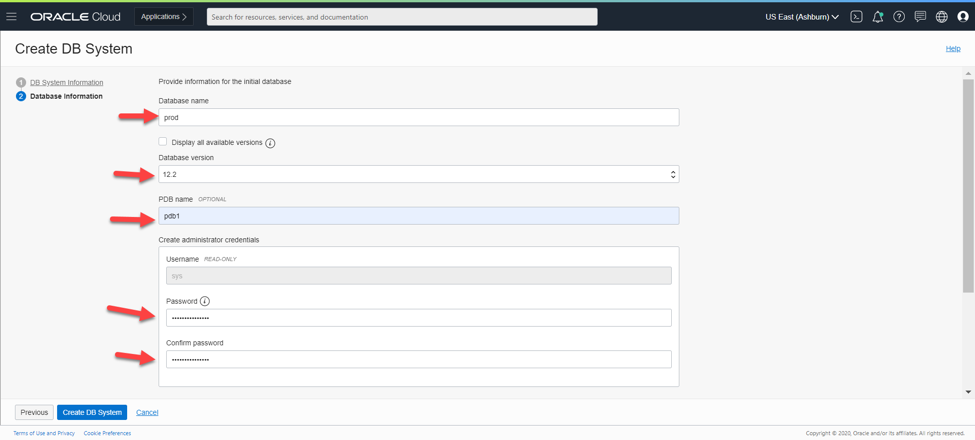 ORACLE Cloud
Applications >
Search for resources, services, and documentation
US East (Ashburn)
Create DB System
Help
1 DB System Information
2 Database Information
Provide information for the initial database
Database name
prod
Display all available versions i
Database version
12.2
PDB name OPTIONAL
pdb1
Create administrator credentials
Username READ-ONLY
sys
Password i
•••••••••••••••
Confirm password
•••••••••••••••
Previous
Create DB System
Cancel
Terms of Use and Privacy
Cookie Preferences
Copyright © 2020, Oracle and/or its affiliates. All rights reserved.